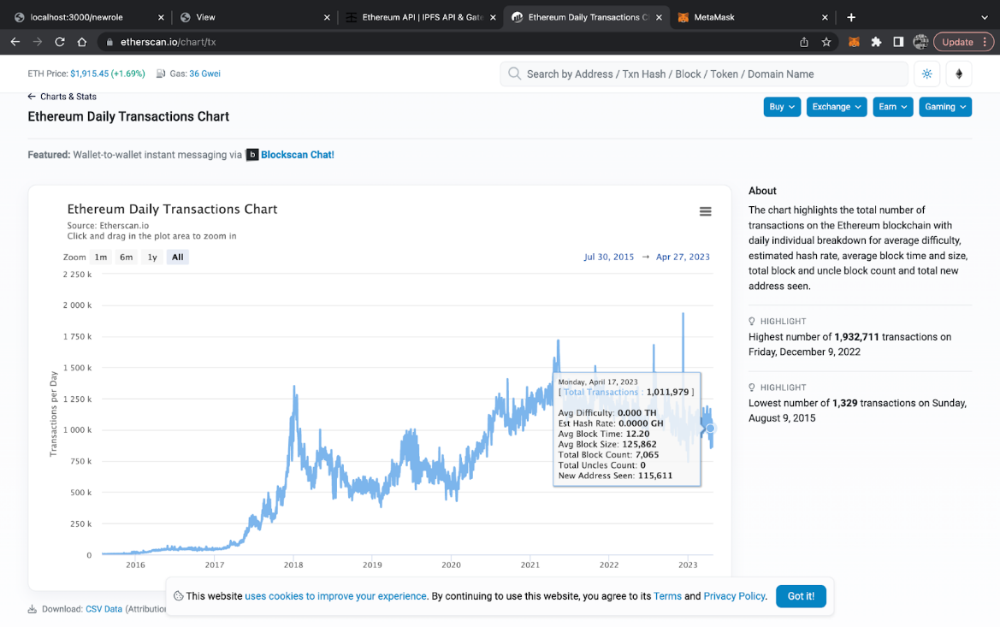 localhost:3000/newrole
View
Ethereum API | IPFS API & Gate
Ethereum Daily Transactions C
MetaMask
etherscan.io/chart/tx
Update
ETH Price: $1,915.45 (+1.69%) Gas: 36 Gwei
Search by Address / Txn Hash / Block / Token / Domain Name
← Charts & Stats
Ethereum Daily Transactions Chart
Buy Exchange Earn Gaming
Featured: Wallet-to-wallet instant messaging via b Blockscan Chat!
Ethereum Daily Transactions Chart
Source: Etherscan.io
Click and drag in the plot area to zoom in
Zoom 1m 6m 1y All
Jul 30, 2015 → Apr 27, 2023
Transactions per Day
2 250 k
2 000 k
1 750 k
1 500 k
1 250 k
1 000 k
750 k
500 k
250 k
0
2016 2017 2018 2019 2020 2021 2022 2023
Monday, April 17, 2023
[ Total Transactions : 1,011,979 ]
Avg Difficulty: 0.000 TH
Est Hash Rate: 0.0000 GH
Avg Block Time: 12.20
Avg Block Size: 125,862
Total Block Count: 7,065
Total Uncles Count: 0
New Address Seen: 115,611
About
The chart highlights the total number of
transactions on the Ethereum blockchain with
daily individual breakdown for average difficulty,
estimated hash rate, average block time and size,
total block and uncle block count and total new
address seen.
HIGHLIGHT
Highest number of 1,932,711 transactions on
Friday, December 9, 2022
HIGHLIGHT
Lowest number of 1,329 transactions on Sunday,
August 9, 2015
This website uses cookies to improve your experience. By continuing to use this website, you agree to its Terms and Privacy Policy.
Got it!
Download: CSV Data (Attribution